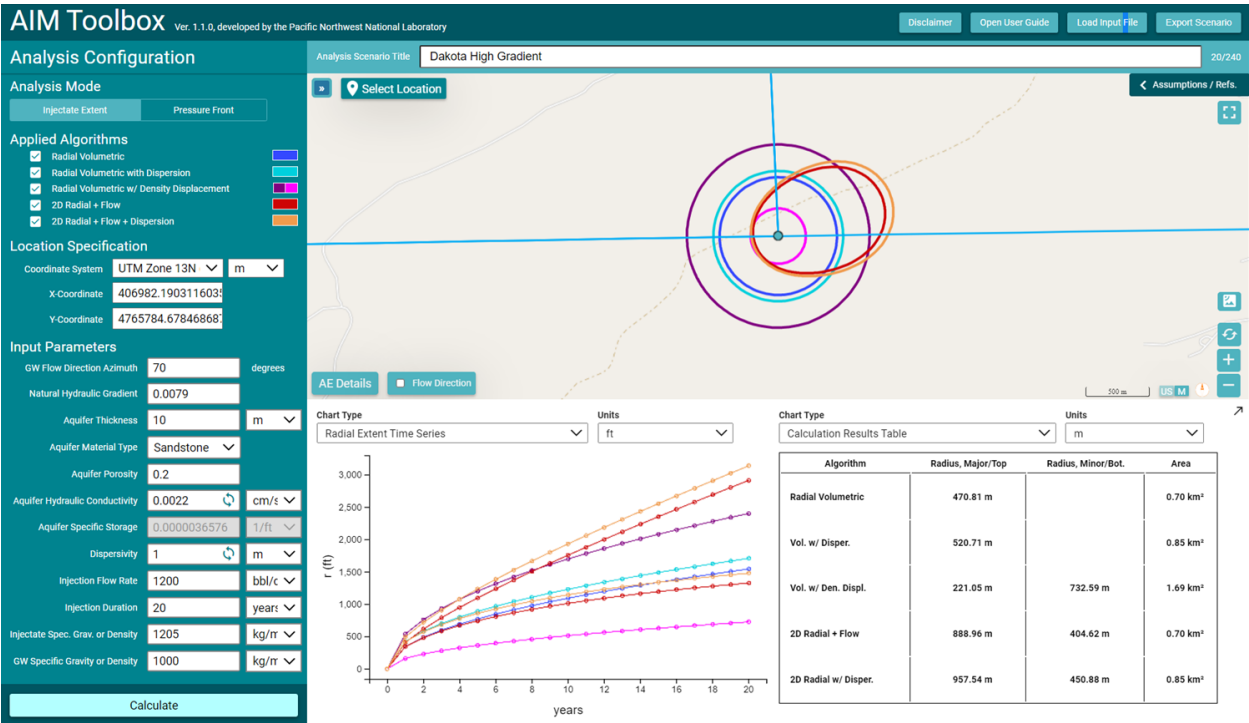 AIM Toolbox Ver. 1.1.0, developed by the Pacific Northwest National Laboratory
Disclaimer
Open User Guide
Load Input File
Export Scenario
Analysis Configuration
Analysis Mode
Injectate Extent
Pressure Front
Applied Algorithms
Radial Volumetric
Radial Volumetric with Dispersion
Radial Volumetric w/ Density Displacement
2D Radial + Flow
2D Radial + Flow + Dispersion
Location Specification
Coordinate System UTM Zone 13N m
X-Coordinate 406982.1903116035
Y-Coordinate
4765784.678468687
Input Parameters
GW Flow Direction Azimuth 70 degrees
Natural Hydraulic Gradient 0.0079
Aquifer Thickness 10 m
Aquifer Material Type Sandstone
Aquifer Porosity 0.2
Aquifer Hydraulic Conductivity 0.0022 cm/s
Aquifer Specific Storage 0.0000036576 1/ft
Dispersivity 1 m
Injection Flow Rate 1200 bbl/c
Injection Duration 20 years
Injectate Spec. Grav. or Density 1205 kg/m
GW Specific Gravity or Density 1000 kg/m
Calculate
Analysis Scenario Title Dakota High Gradient 20/240
» Select Location
Assumptions / Refs.
AE Details
Flow Direction
500 m
US M
Chart Type
Radial Extent Time Series
Units
ft
r (ft)
3,000
2,500
2,000
1,500
1,000
500
0
0 2 4 6 8 10 12 14 16 18 20
years
Chart Type
Calculation Results Table
Units
m
Algorithm Radius, Major/Top Radius, Minor/Bot. Area
Radial Volumetric 470.81 m 0.70 km²
Vol. w/ Disper. 520.71 m 0.85 km²
Vol. w/ Den. Displ. 221.05 m 732.59 m 1.69 km²
2D Radial + Flow 888.96 m 404.62 m 0.70 km²
2D Radial w/ Disper. 957.54 m 450.88 m 0.85 km²